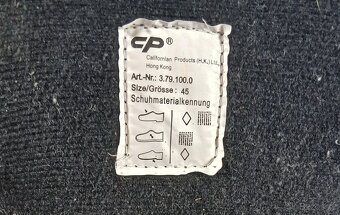 CP®
Californian Products (H.K.) Ltd.
Hong Kong
Art.-Nr.: 3.79.100.0
Size/Grösse : 45
Schuhmaterialkennung